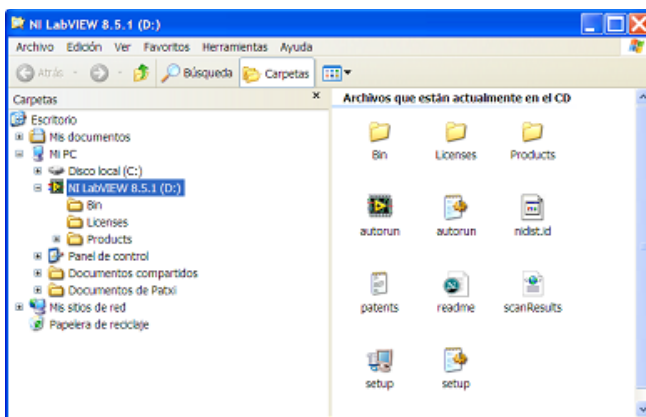 NI LabVIEW 8.5.1 (D:)
Archivo Edición Ver Favoritos Herramientas Ayuda
Atrás Búsqueda Carpetas
Carpetas
Escritorio
Mis documentos
Mi PC
Disco local (C:)
NI LabVIEW 8.5.1 (D:)
Bin
Licenses
Products
Panel de control
Documentos compartidos
Documentos de Patxi
Mis sitios de red
Papelera de reciclaje
Archivos que están actualmente en el CD
Bin Licenses Products
autorun autorun nidist.id
patents readme scanResults
setup setup